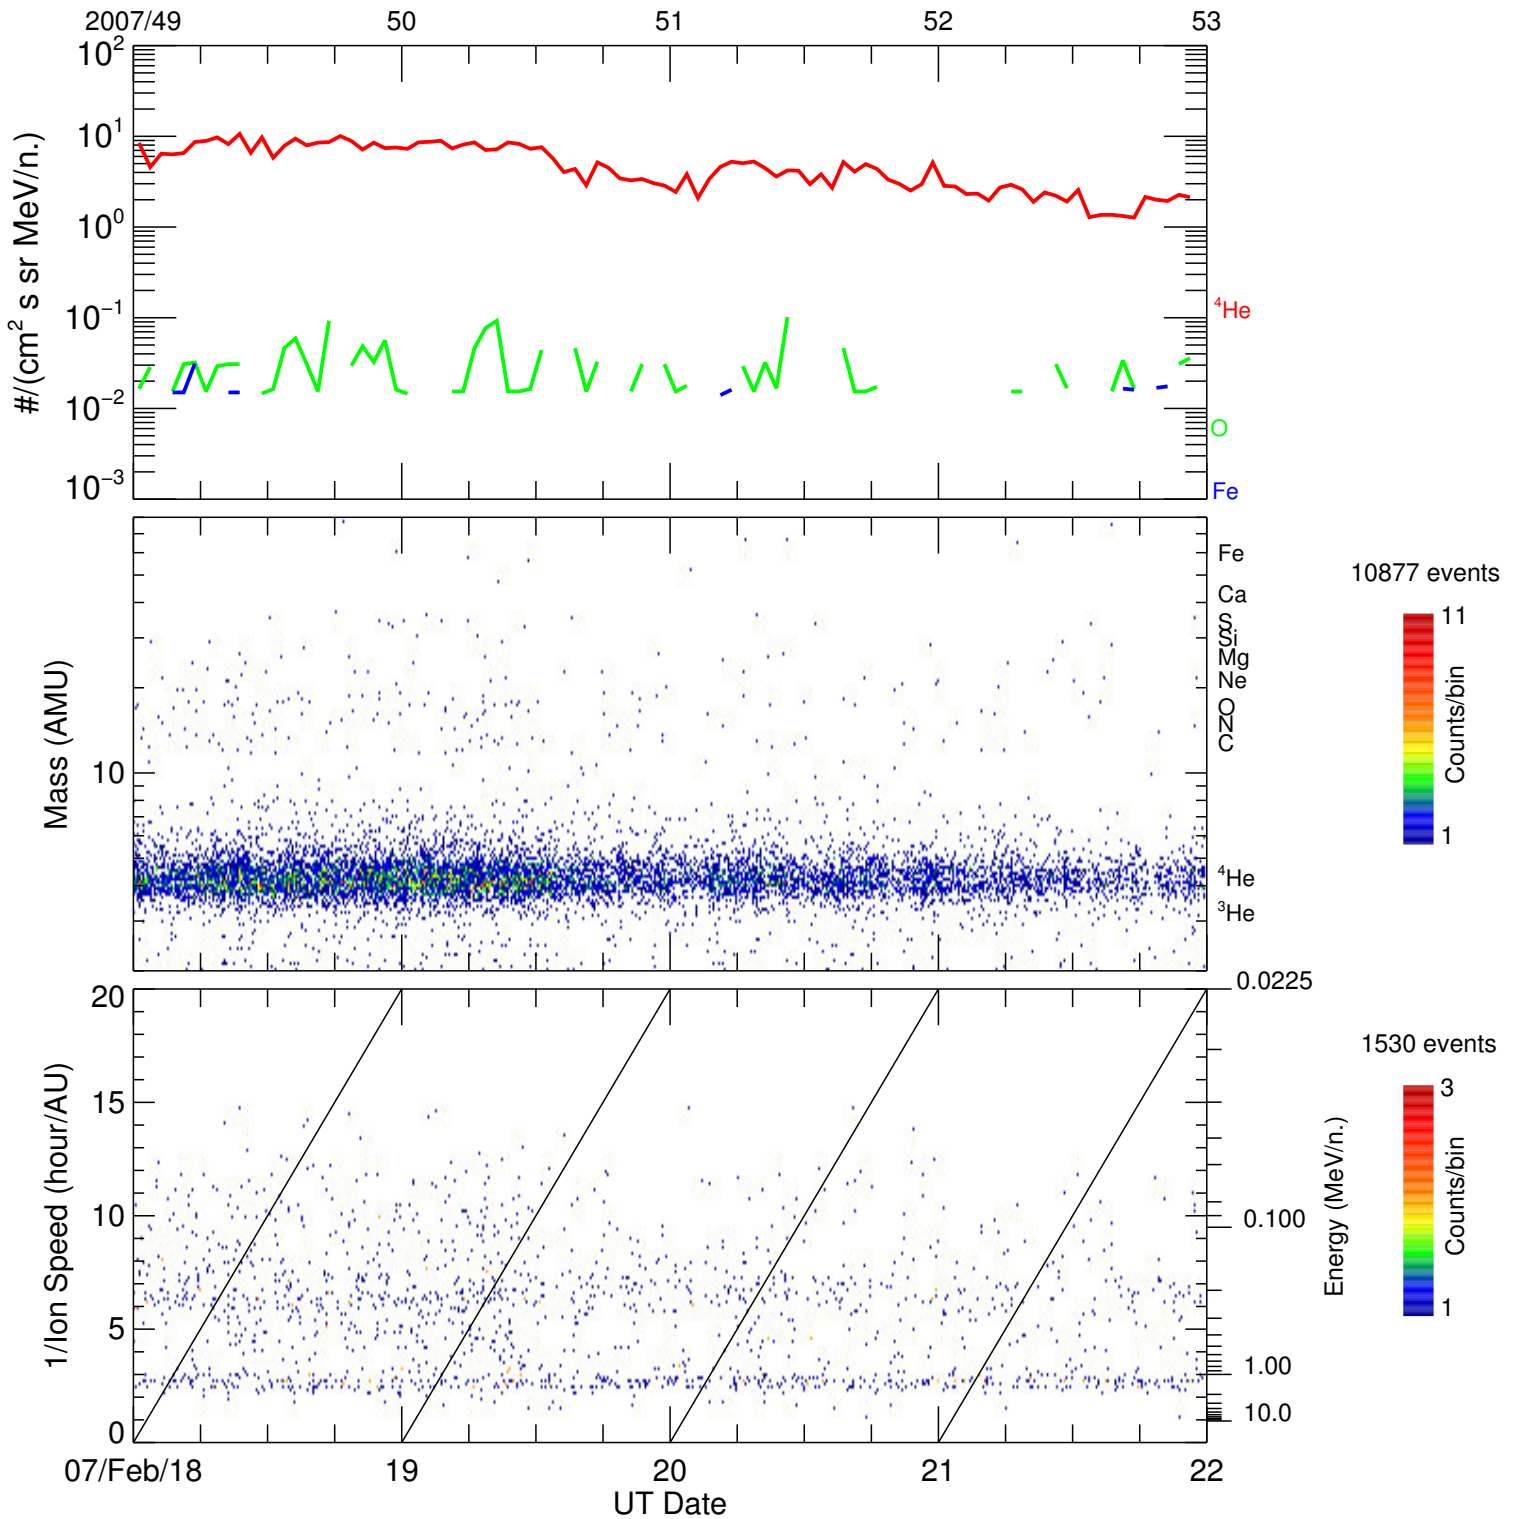 2007/49 50 51 52 53
10²
10¹
10⁰
10⁻¹
10⁻²
10⁻³
#/(cm² s sr MeV/n.)
⁴He
O
Fe
Mass (AMU)
10
Fe
Ca
S
Si
Mg
Ne
O
N
C
⁴He
³He
10877 events
11
Counts/bin
1
1/Ion Speed (hour/AU)
20
15
10
5
0
0.0225
0.100
1.00
10.0
Energy (MeV/n.)
1530 events
3
Counts/bin
1
07/Feb/18 19 20 21 22
UT Date